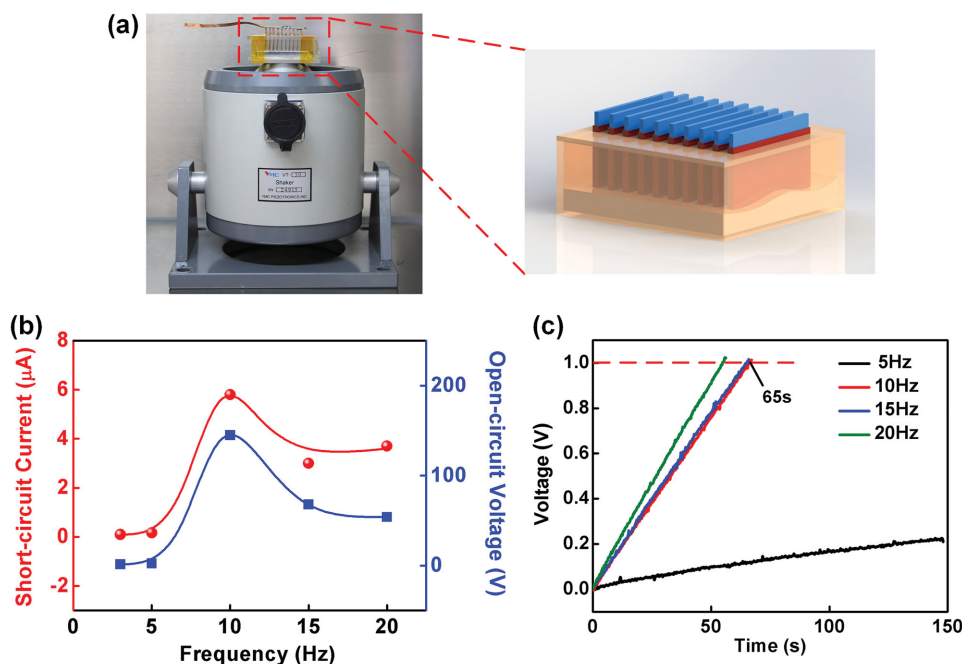 (a)
Shaker
(b)
Short-circuit Current (μA)
8
6
4
2
0
-2
0
5
10
15
20
Frequency (Hz)
200
100
0
Open-circuit Voltage (V)
(c)
Voltage (V)
1.0
0.8
0.6
0.4
0.2
0.0
0
50
100
150
Time (s)
65s
5Hz
10Hz
15Hz
20Hz